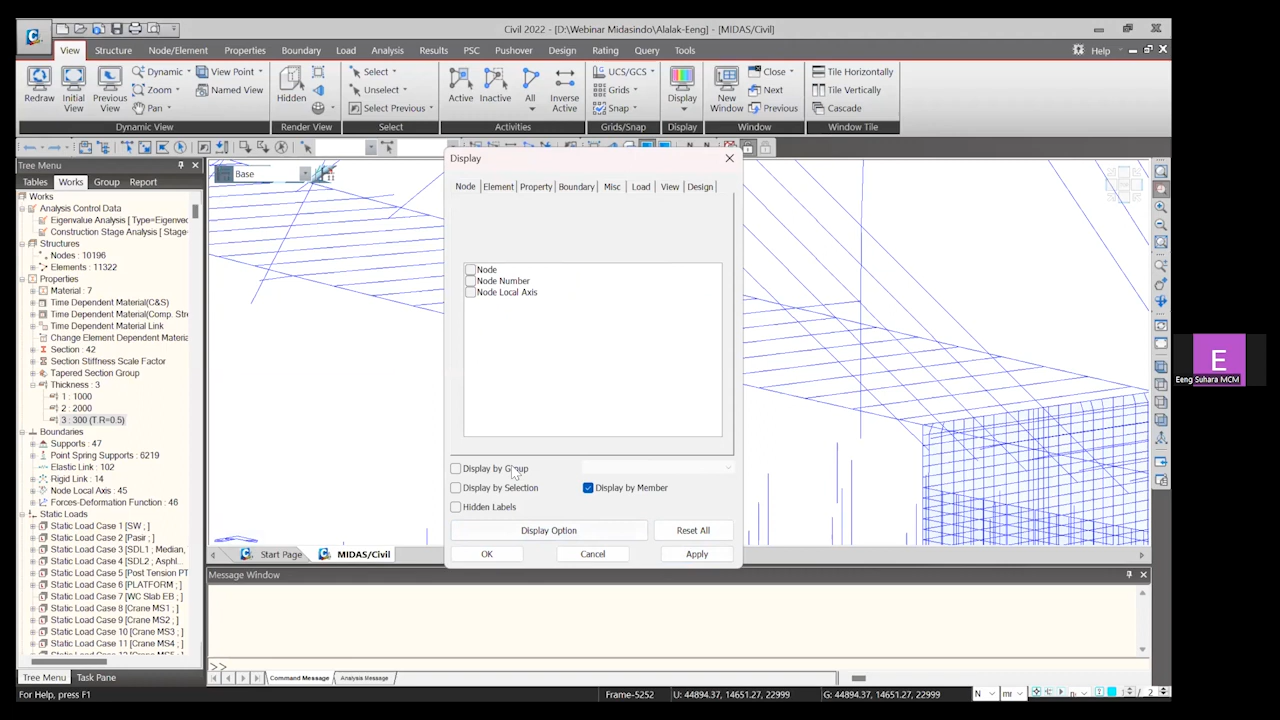 Civil 2022 - [D:\Webinar Midasindo\Alalak-Eeng] - [MIDAS/Civil]
View Structure Node/Element Properties Boundary Load Analysis Results PSC Pushover Design Rating Query Tools Help
Redraw
Initial View
Previous View
Dynamic
Zoom
Pan
View Point
Named View
Dynamic View
Hidden
Render View
Select
Unselect
Select Previous
Select
Active
Inactive
All
Inverse Active
Activities
UCS/GCS
Grids
Snap
Grids/Snap
Display
Display
New Window
Close
Next
Previous
Window
Tile Horizontally
Tile Vertically
Cascade
Window Tile
Tree Menu
Tables Works Group Report
Works
Analysis Control Data
Eigenvalue Analysis [ Type=Eigenvec
Construction Stage Analysis [ Stage=
Structures
Nodes : 10196
Elements : 11322
Properties
Material : 7
Time Dependent Material(C&S)
Time Dependent Material(Comp. Stre
Time Dependent Material Link
Change Element Dependent Materia
Section : 42
Section Stiffness Scale Factor
Tapered Section Group
Thickness : 3
1 : 1000
2 : 2000
3 : 300 (T.R=0.5)
Boundaries
Supports : 47
Point Spring Supports : 6219
Elastic Link : 102
Rigid Link : 14
Node Local Axis : 45
Forces-Deformation Function : 46
Static Loads
Static Load Case 1 [SW ; ]
Static Load Case 2 [Pasir ; ]
Static Load Case 3 [SDL1 ; Median,
Static Load Case 4 [SDL2 ; Asphl...
Static Load Case 5 [Post Tension PT
Static Load Case 6 [PLATFORM ; ]
Static Load Case 7 [WC Slab EB ; ]
Static Load Case 8 [Crane MS1 ; ]
Static Load Case 9 [Crane MS2 ; ]
Static Load Case 10 [Crane MS3 ; ]
Static Load Case 11 [Crane MS4 ; ]
Tree Menu Task Pane
Base
Display
Node Element Property Boundary Misc Load View Design
Node
Node Number
Node Local Axis
Display by Group
Display by Selection
Display by Member
Hidden Labels
Display Option
Reset All
OK
Cancel
Apply
Start Page
MIDAS/Civil
Message Window
>>
Command Message Analysis Message
For Help, press F1
Frame-5252
U: 44894.37, 14651.27, 22999
G: 44894.37, 14651.27, 22999
E
Eeng Suhara MCM